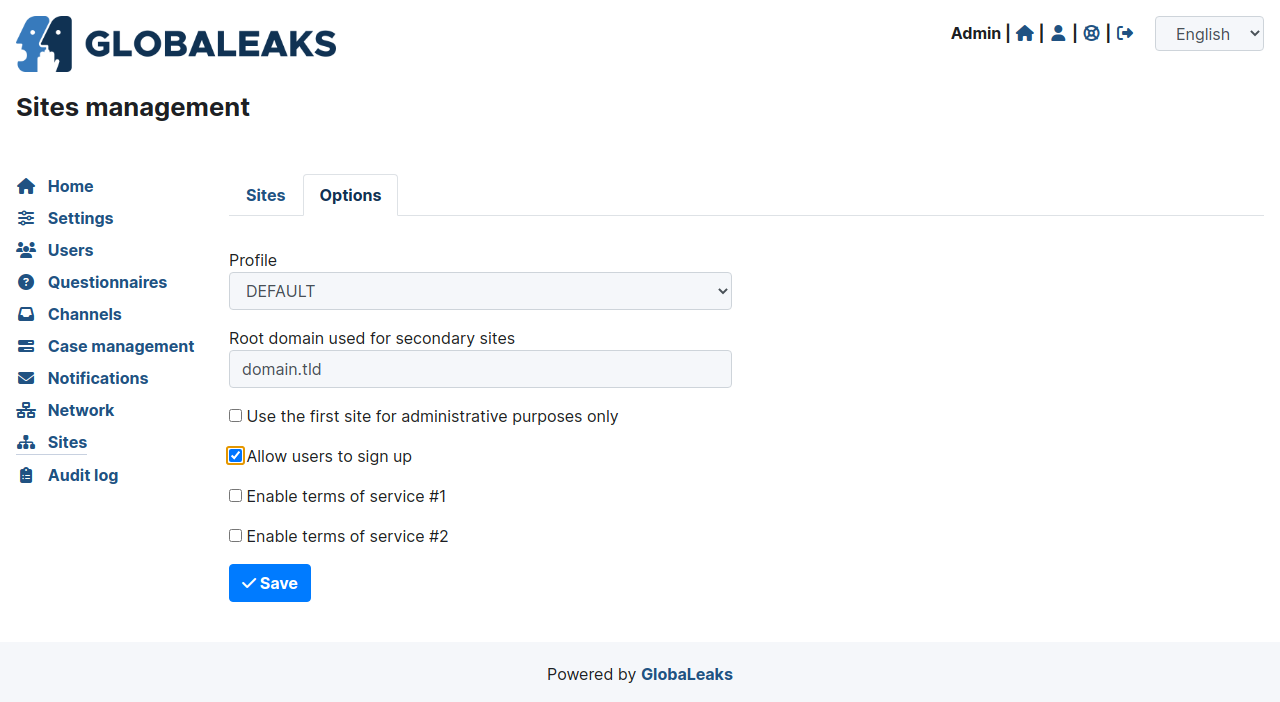 GLOBALEAKS
Admin | | | |
English
Sites management
Home
Settings
Users
Questionnaires
Channels
Case management
Notifications
Network
Sites
Audit log
Sites
Options
Profile
DEFAULT
Root domain used for secondary sites
domain.tld
Use the first site for administrative purposes only
Allow users to sign up
Enable terms of service #1
Enable terms of service #2
Save
Powered by GlobaLeaks